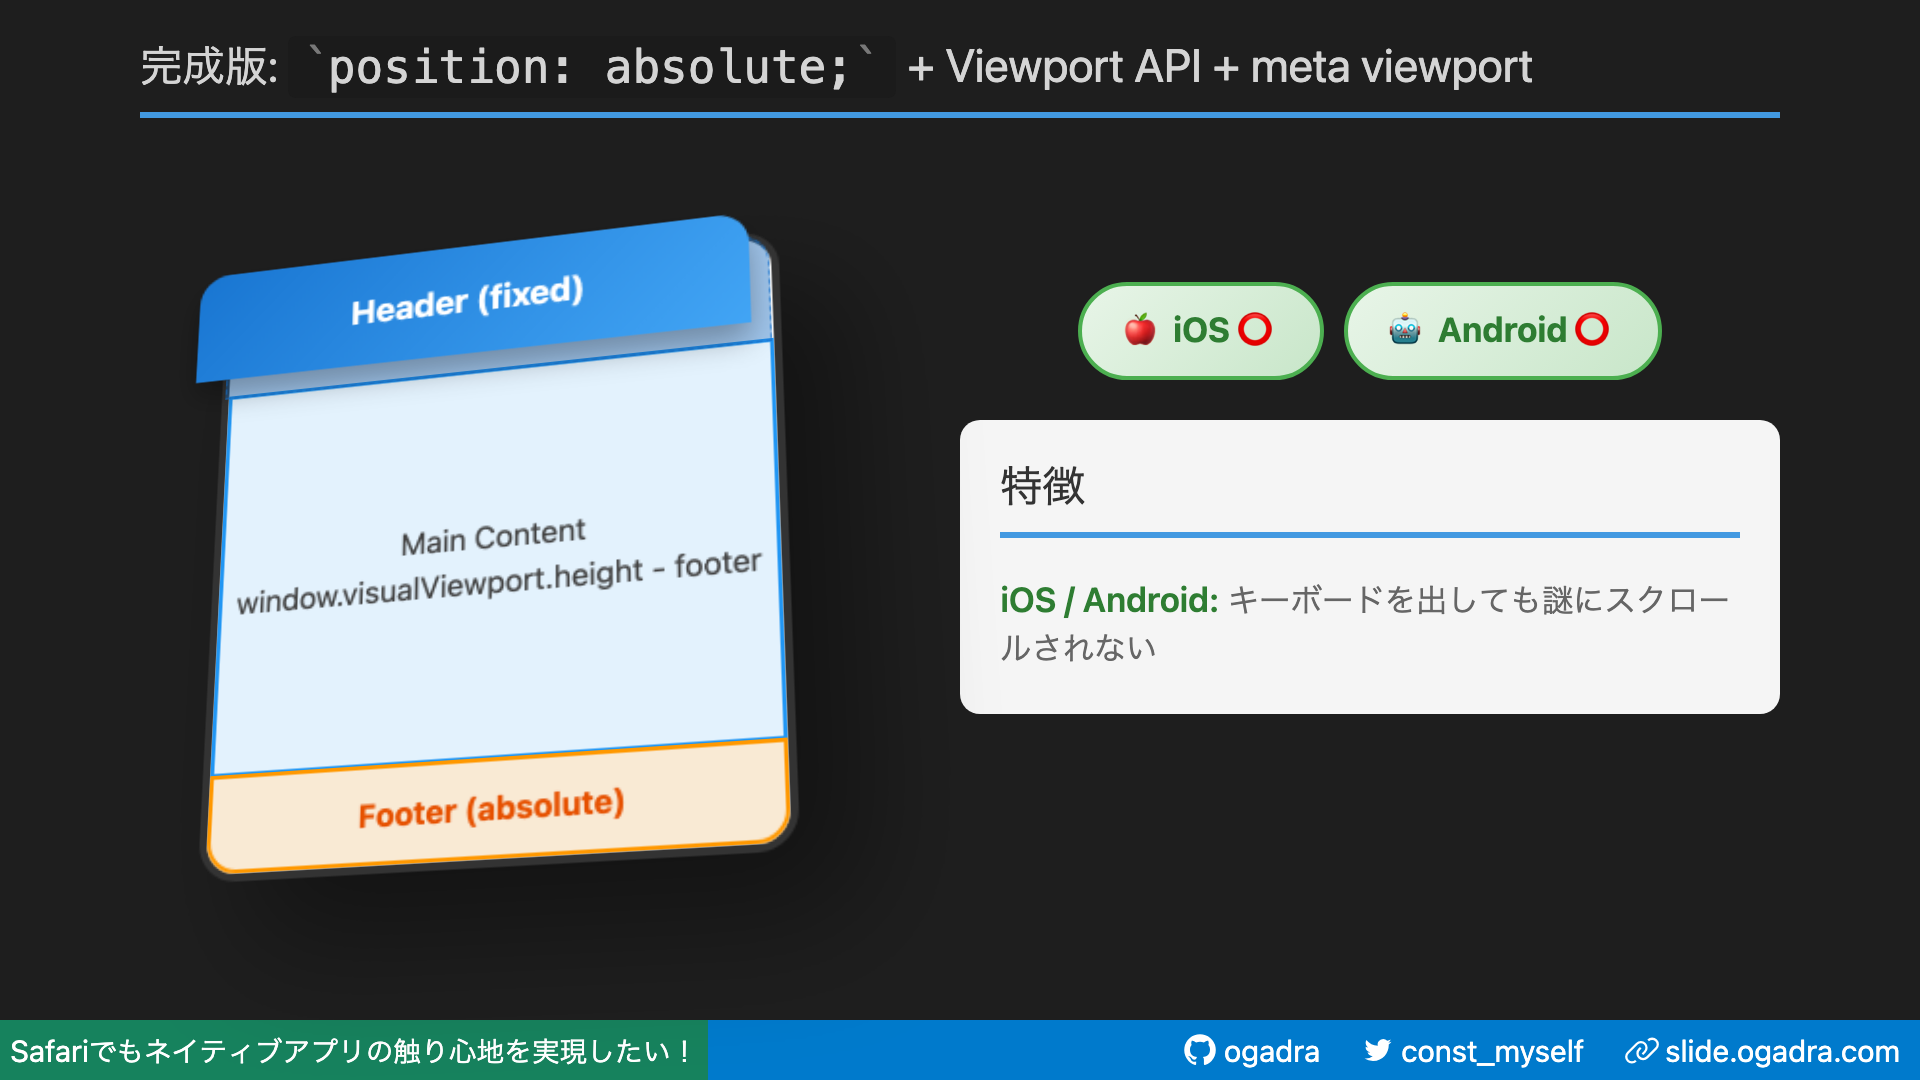 完成版: `position: absolute;` + Viewport API + meta viewport
Header (fixed)
Main Content
window.visualViewport.height - footer
Footer (absolute)
iOS
Android
特徴
iOS / Android: キーボードを出しても謎にスクロー
ルされない
Safariでもネイティブアプリの触り心地を実現したい！
ogadra
const_myself
slide.ogadra.com